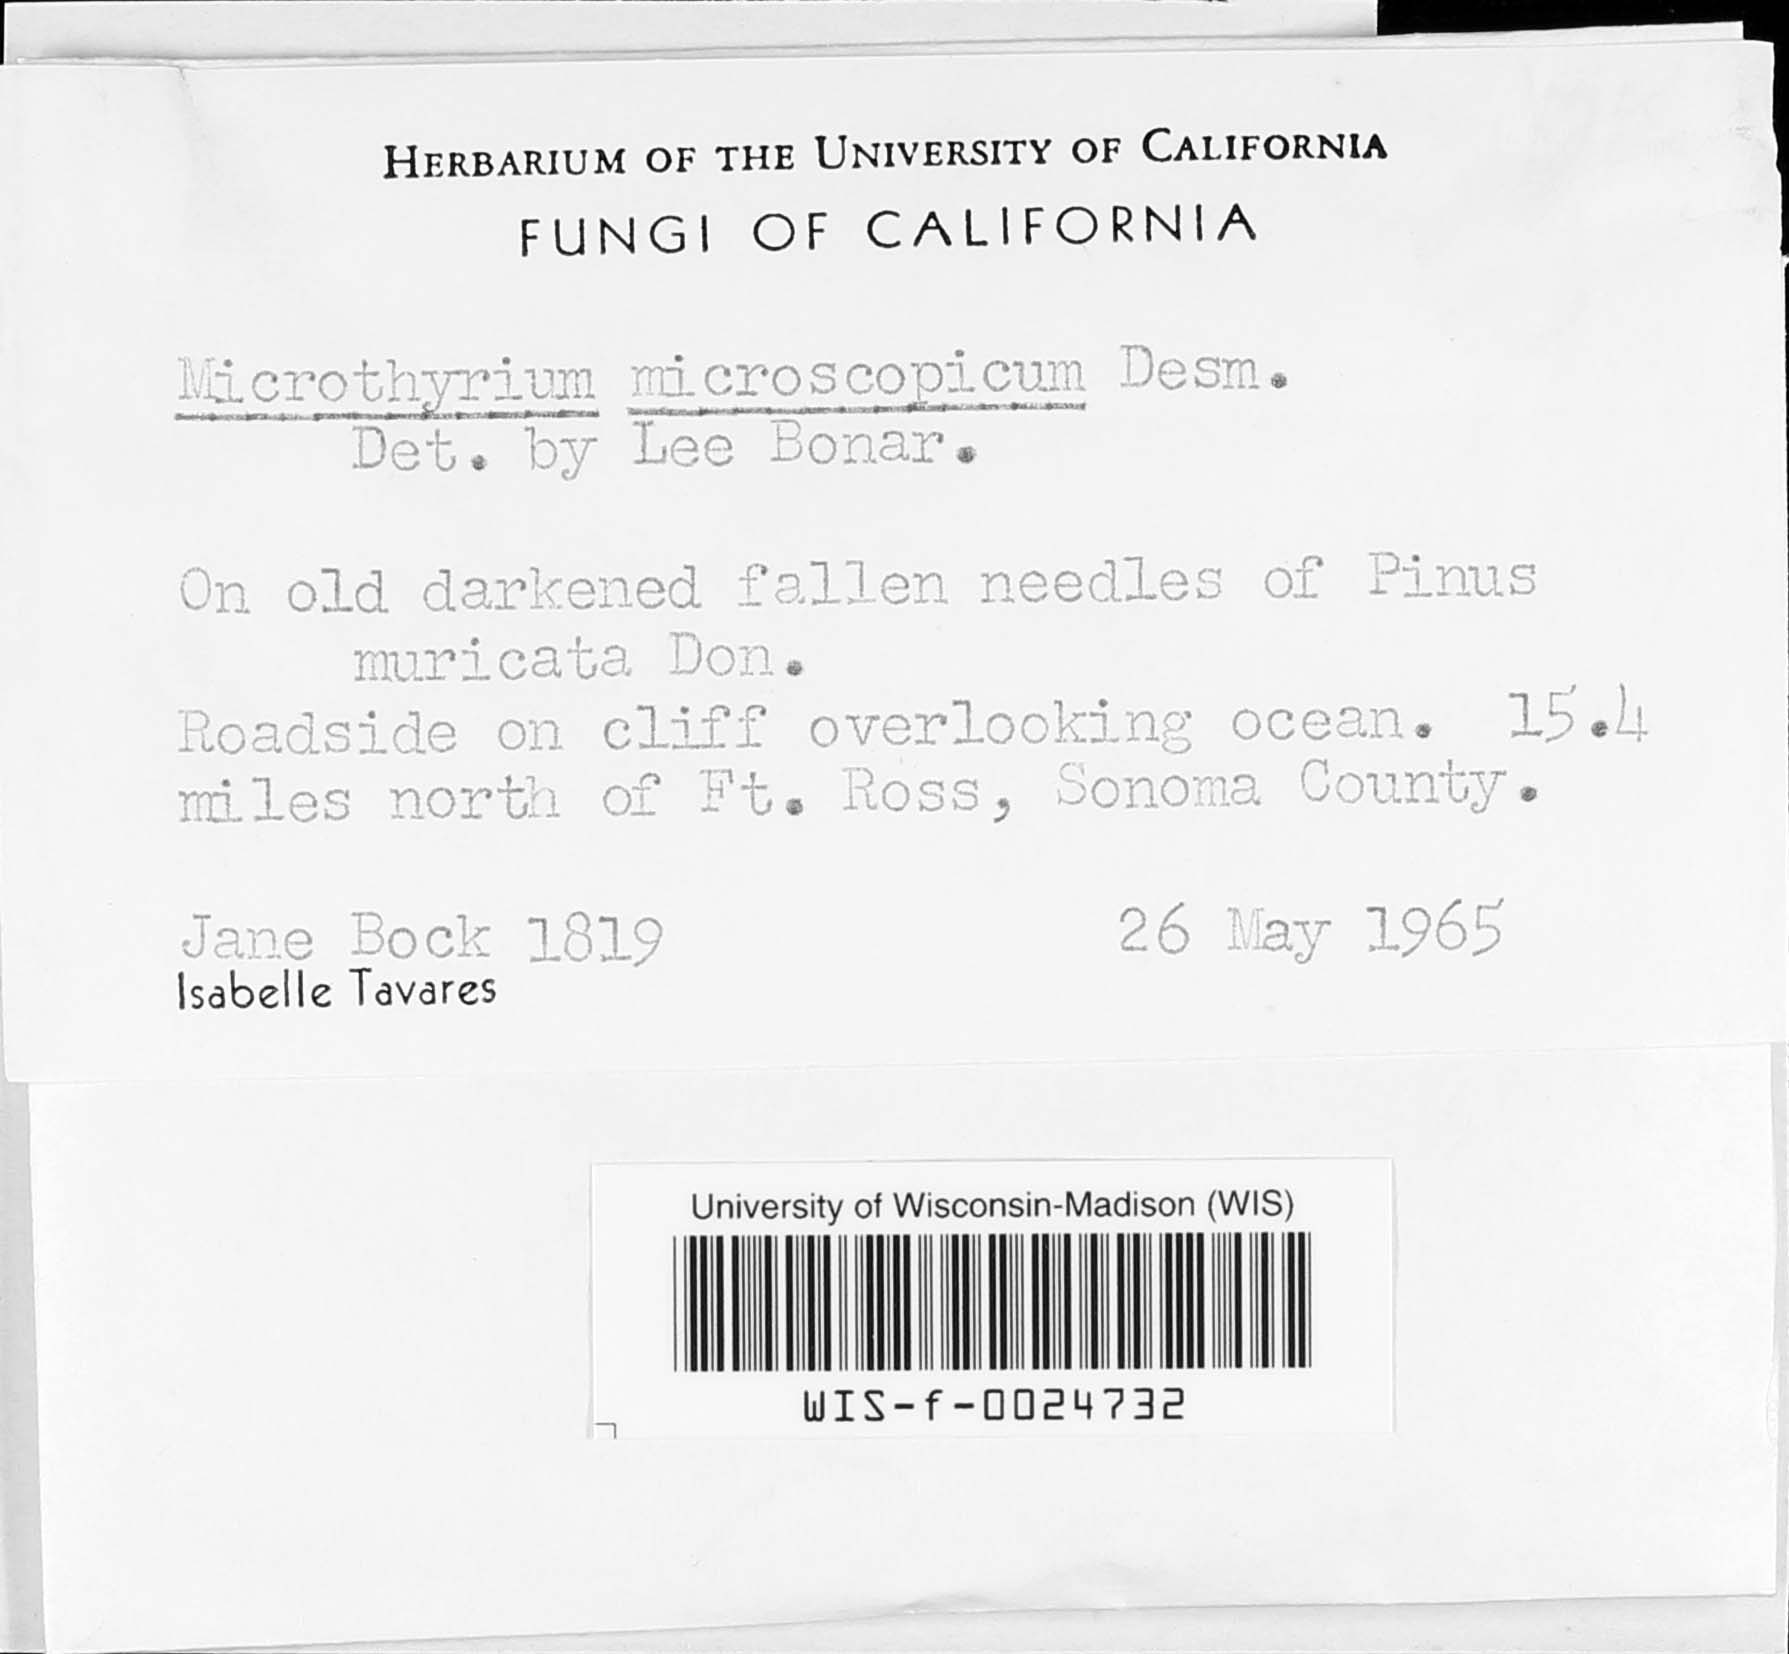 HERBARIUM OF THE UNIVERSITY OF CALIFORNIA
FUNGI OF CALIFORNIA
Microthyrium microscopicum Desm.
Det. by Lee Bonar.
On old darkened fallen needles of Pinus
muricata Don.
Roadside on cliff overlooking ocean. 15.4
miles north of Ft. Ross, Sonoma County.
Jane Bock 1819 26 May 1965
Isabelle Tavares
University of Wisconsin-Madison (WIS)
WIS-f-0024732